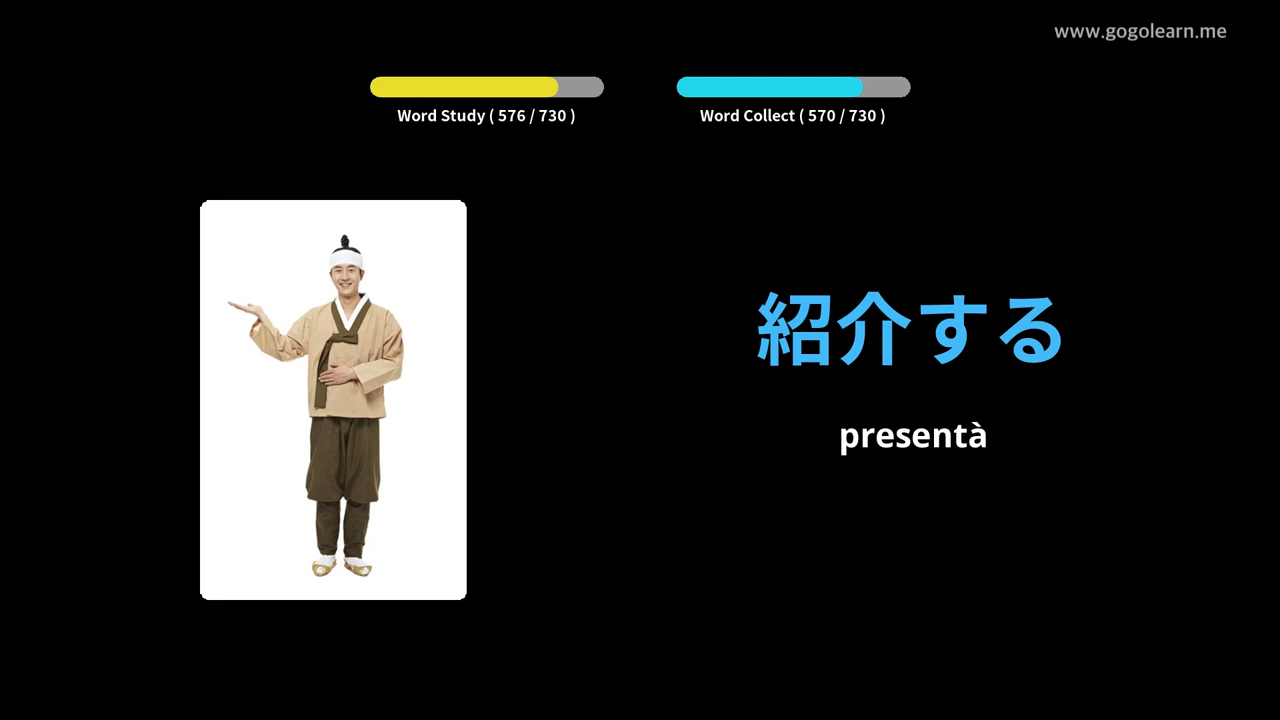 www.gogolearn.me
Word Study ( 576 / 730 )
Word Collect ( 570 / 730 )
紹介する
presentà